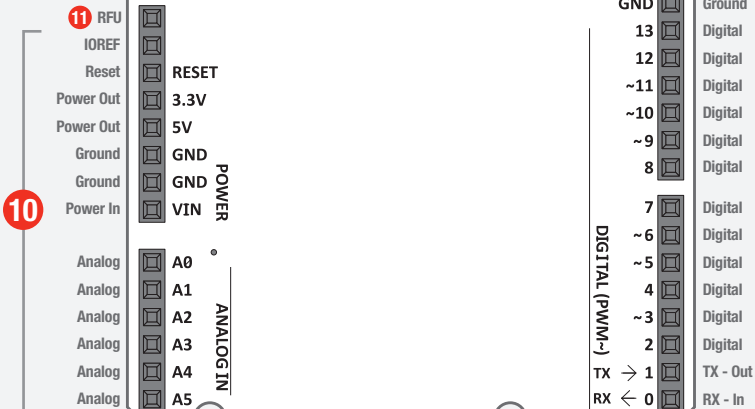 11 RFU
IOREF
Reset RESET
Power Out 3.3V
Power Out 5V
Ground GND
Ground GND
Power In VIN
POWER
10
Analog A0
Analog A1
Analog A2
Analog A3
Analog A4
Analog A5
ANALOG IN
GND Ground
13 Digital
12 Digital
~11 Digital
~10 Digital
~9 Digital
8 Digital
7 Digital
~6 Digital
~5 Digital
4 Digital
~3 Digital
2 Digital
TX → 1 TX - Out
RX ← 0 RX - In
DIGITAL (PWM~)